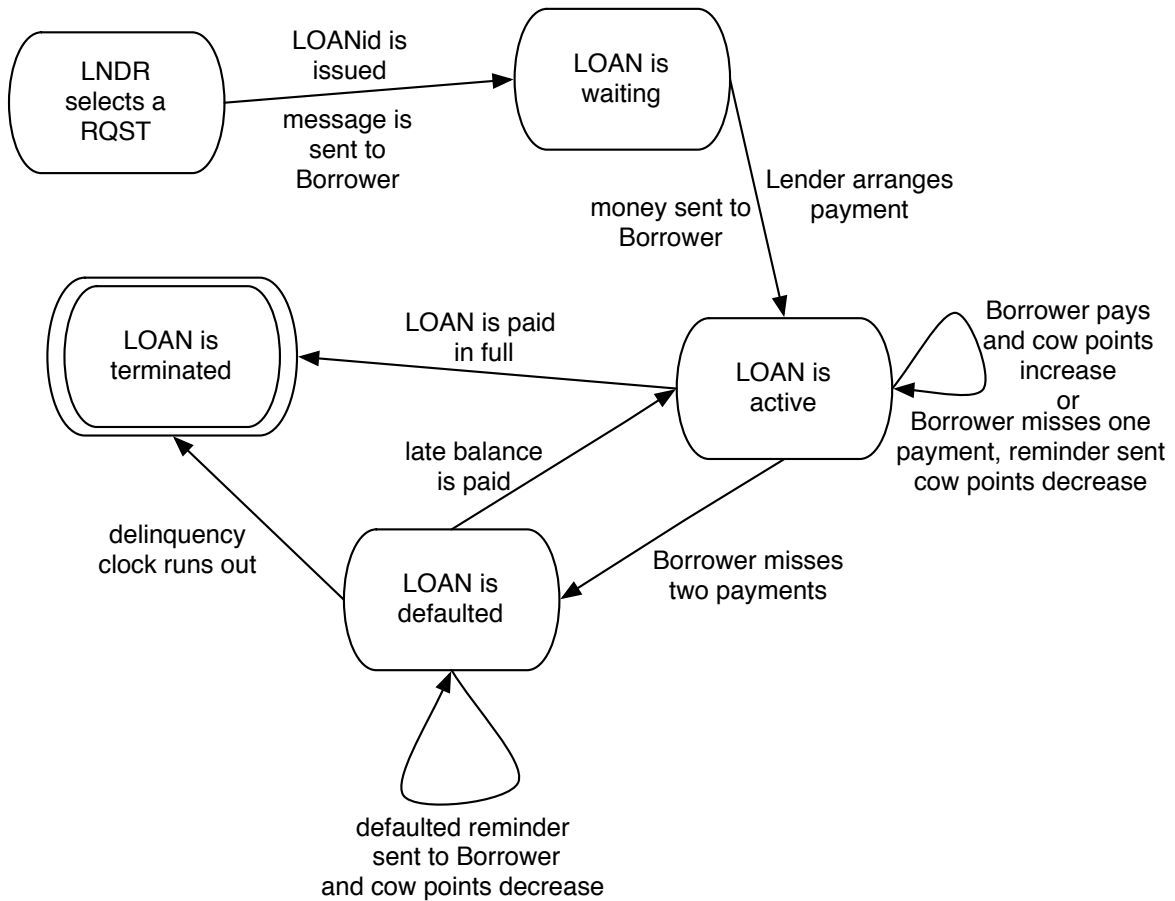 LNDR
selects a
RQST
LOANid is
issued
message is
sent to
Borrower
LOAN is
waiting
money sent to
Borrower
Lender arranges
payment
LOAN is
terminated
LOAN is paid
in full
LOAN is
active
Borrower pays
and cow points
increase
or
Borrower misses one
payment, reminder sent
cow points decrease
late balance
is paid
delinquency
clock runs out
LOAN is
defaulted
Borrower misses
two payments
defaulted reminder
sent to Borrower
and cow points decrease